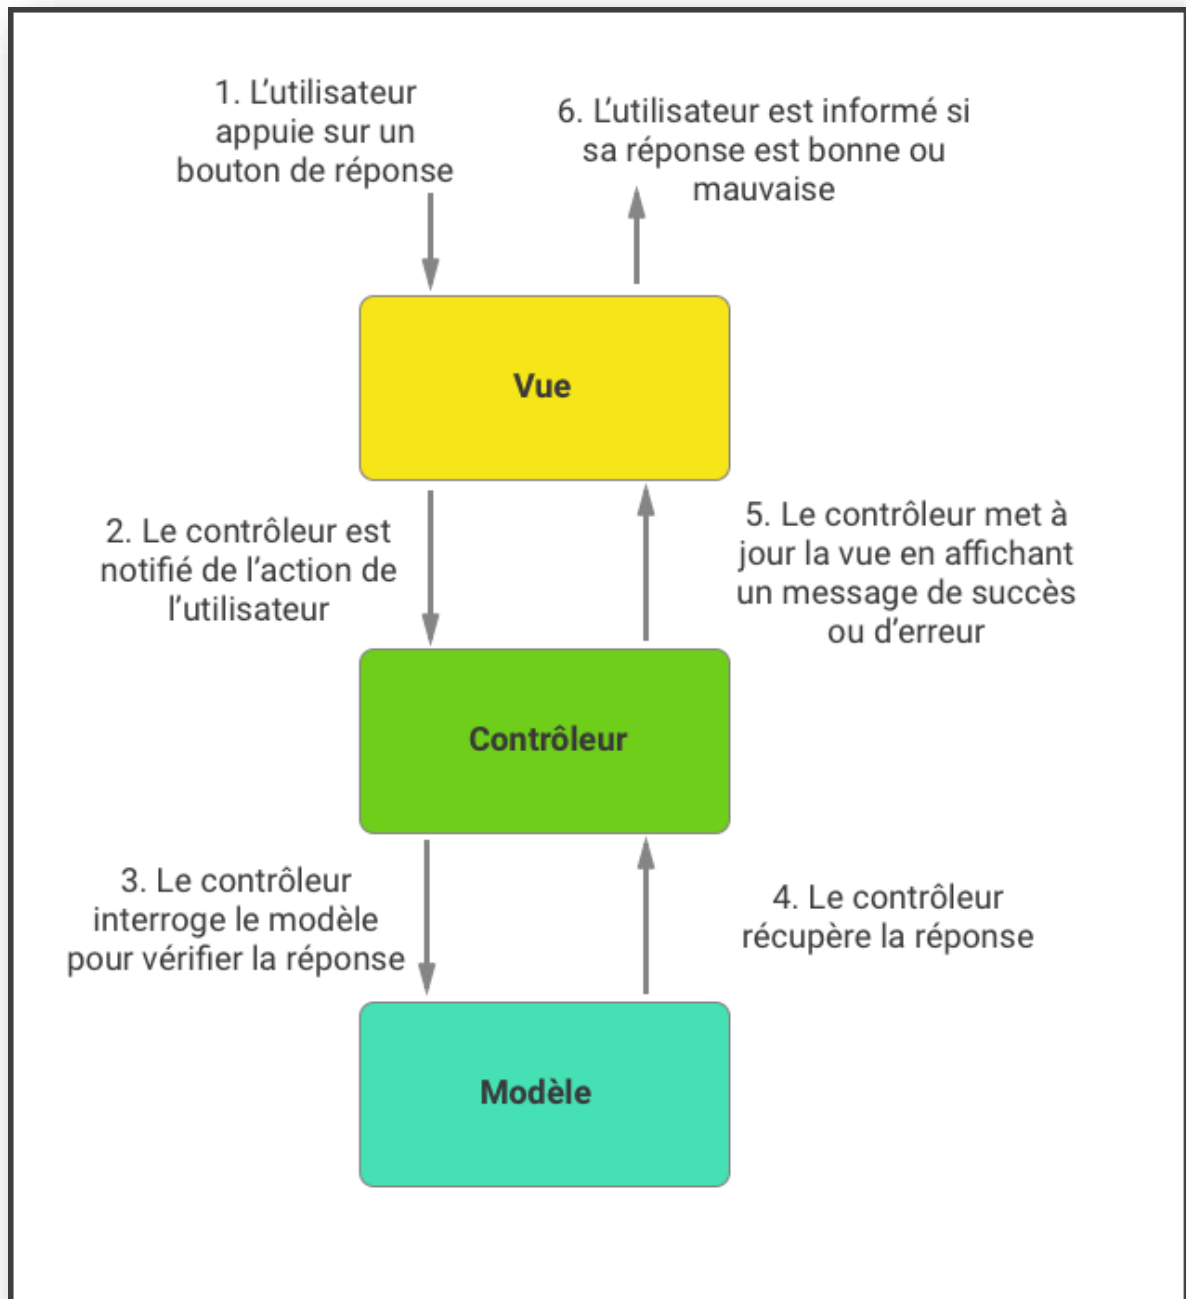 1. L’utilisateur
appuie sur un
bouton de réponse
6. L’utilisateur est informé si
sa réponse est bonne ou
mauvaise
Vue
2. Le contrôleur est
notifié de l’action de
l’utilisateur
5. Le contrôleur met à
jour la vue en affichant
un message de succès
ou d’erreur
Contrôleur
3. Le contrôleur
interroge le modèle
pour vérifier la réponse
4. Le contrôleur
récupère la réponse
Modèle